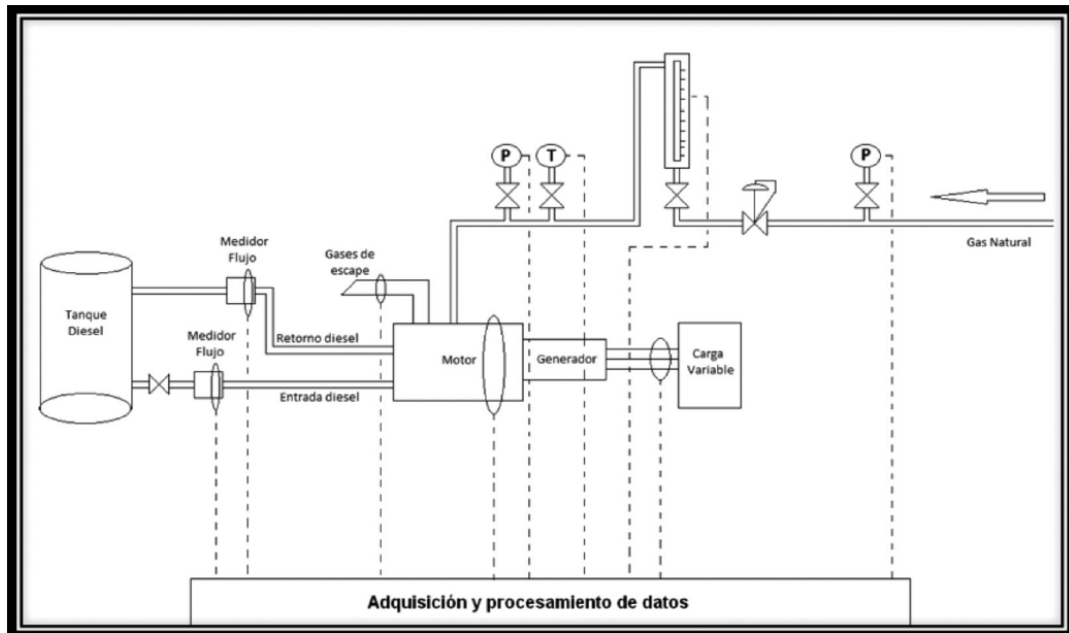 P
T
P
Gas Natural
Medidor
Flujo
Gases de
escape
Tanque
Diesel
Medidor
Flujo
Retorno diesel
Motor
Generador
Carga
Variable
Entrada diesel
Adquisición y procesamiento de datos